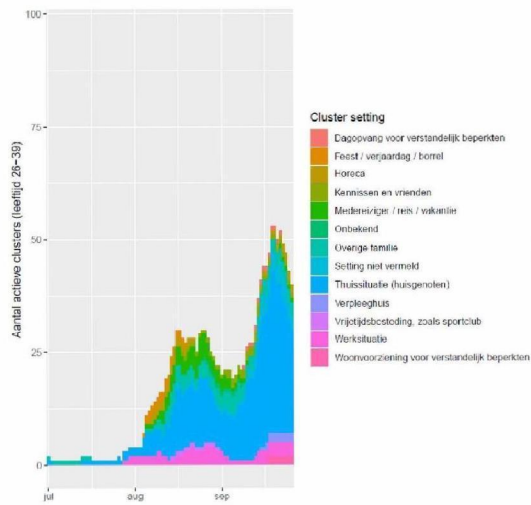 100
75
50
25
0
Aantal actieve clusters (leeftijd 26-39)
jul
aug
sep
Cluster setting
Dagopvang voor verstandelijk beperkten
Feest / verjaardag / borrel
Horeca
Kennissen en vrienden
Medereiziger / reis / vakantie
Onbekend
Overige familie
Setting niet vermeld
Thuissituatie (huisgenoten)
Verpleeghuis
Vrijetijdsbesteding, zoals sportclub
Werksituatie
Woonvoorziening voor verstandelijk beperkten